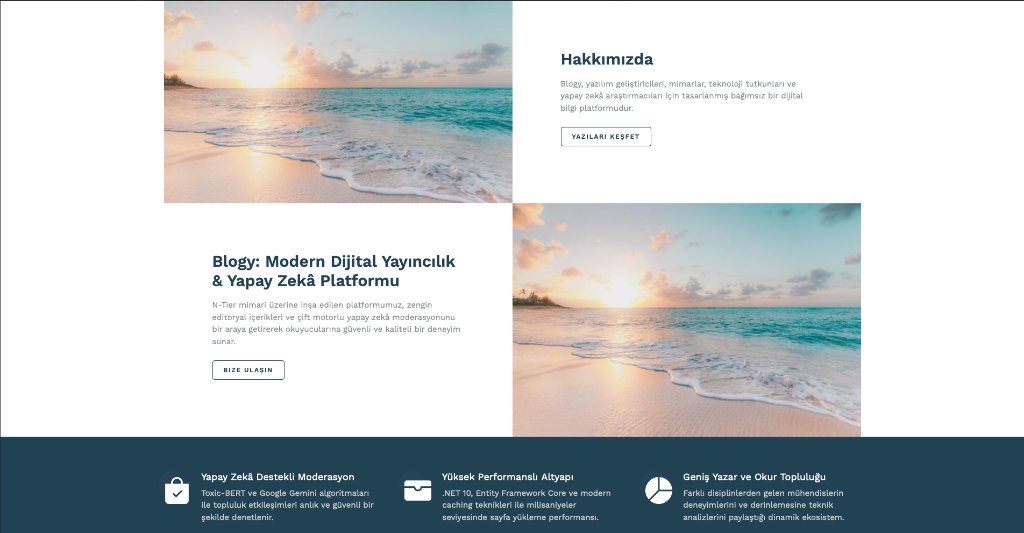 Hakkımızda
Blogy, yazılım geliştiricileri, mimarlar, teknoloji tutkunları ve
yapay zekâ araştırmacıları için tasarlanmış bağımsız bir dijital
bilgi platformudur.
YAZILARI KEŞFET
Blogy: Modern Dijital Yayıncılık
& Yapay Zekâ Platformu
N-Tier mimari üzerine inşa edilen platformumuz, zengin
editoryal içerikleri ve çift motorlu yapay zekâ moderasyonunu
bir araya getirerek okuyucularına güvenli ve kaliteli bir deneyim
sunar.
BIZE ULAŞIN
Yapay Zekâ Destekli Moderasyon
Toxic-BERT ve Google Gemini algoritmaları
ile topluluk etkileşimleri anlık ve güvenli bir
şekilde denetlenir.
Yüksek Performanslı Altyapı
.NET 10, Entity Framework Core ve modern
caching teknikleri ile milisaniyeler
seviyesinde sayfa yükleme performansı.
Geniş Yazar ve Okur Topluluğu
Farklı disiplinlerden gelen mühendislerin
deneyimlerini ve derinlemesine teknik
analizlerini paylaştığı dinamik ekosistem.